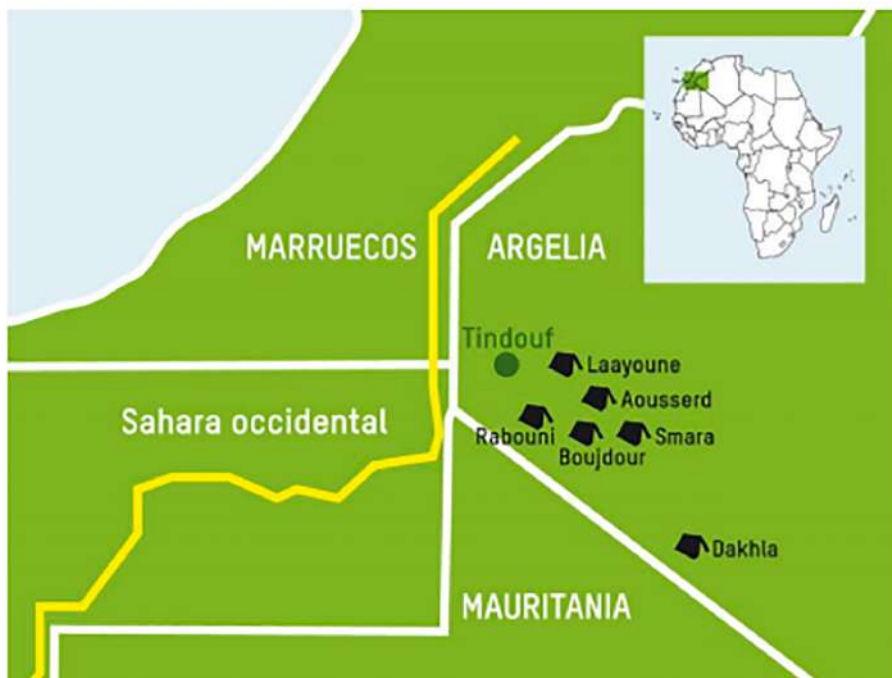 MARRUECOS
ARGELIA
Tindouf
Laayoune
Aousserd
Sahara occidental
Rabouni
Smara
Boujdour
Dakhla
MAURITANIA